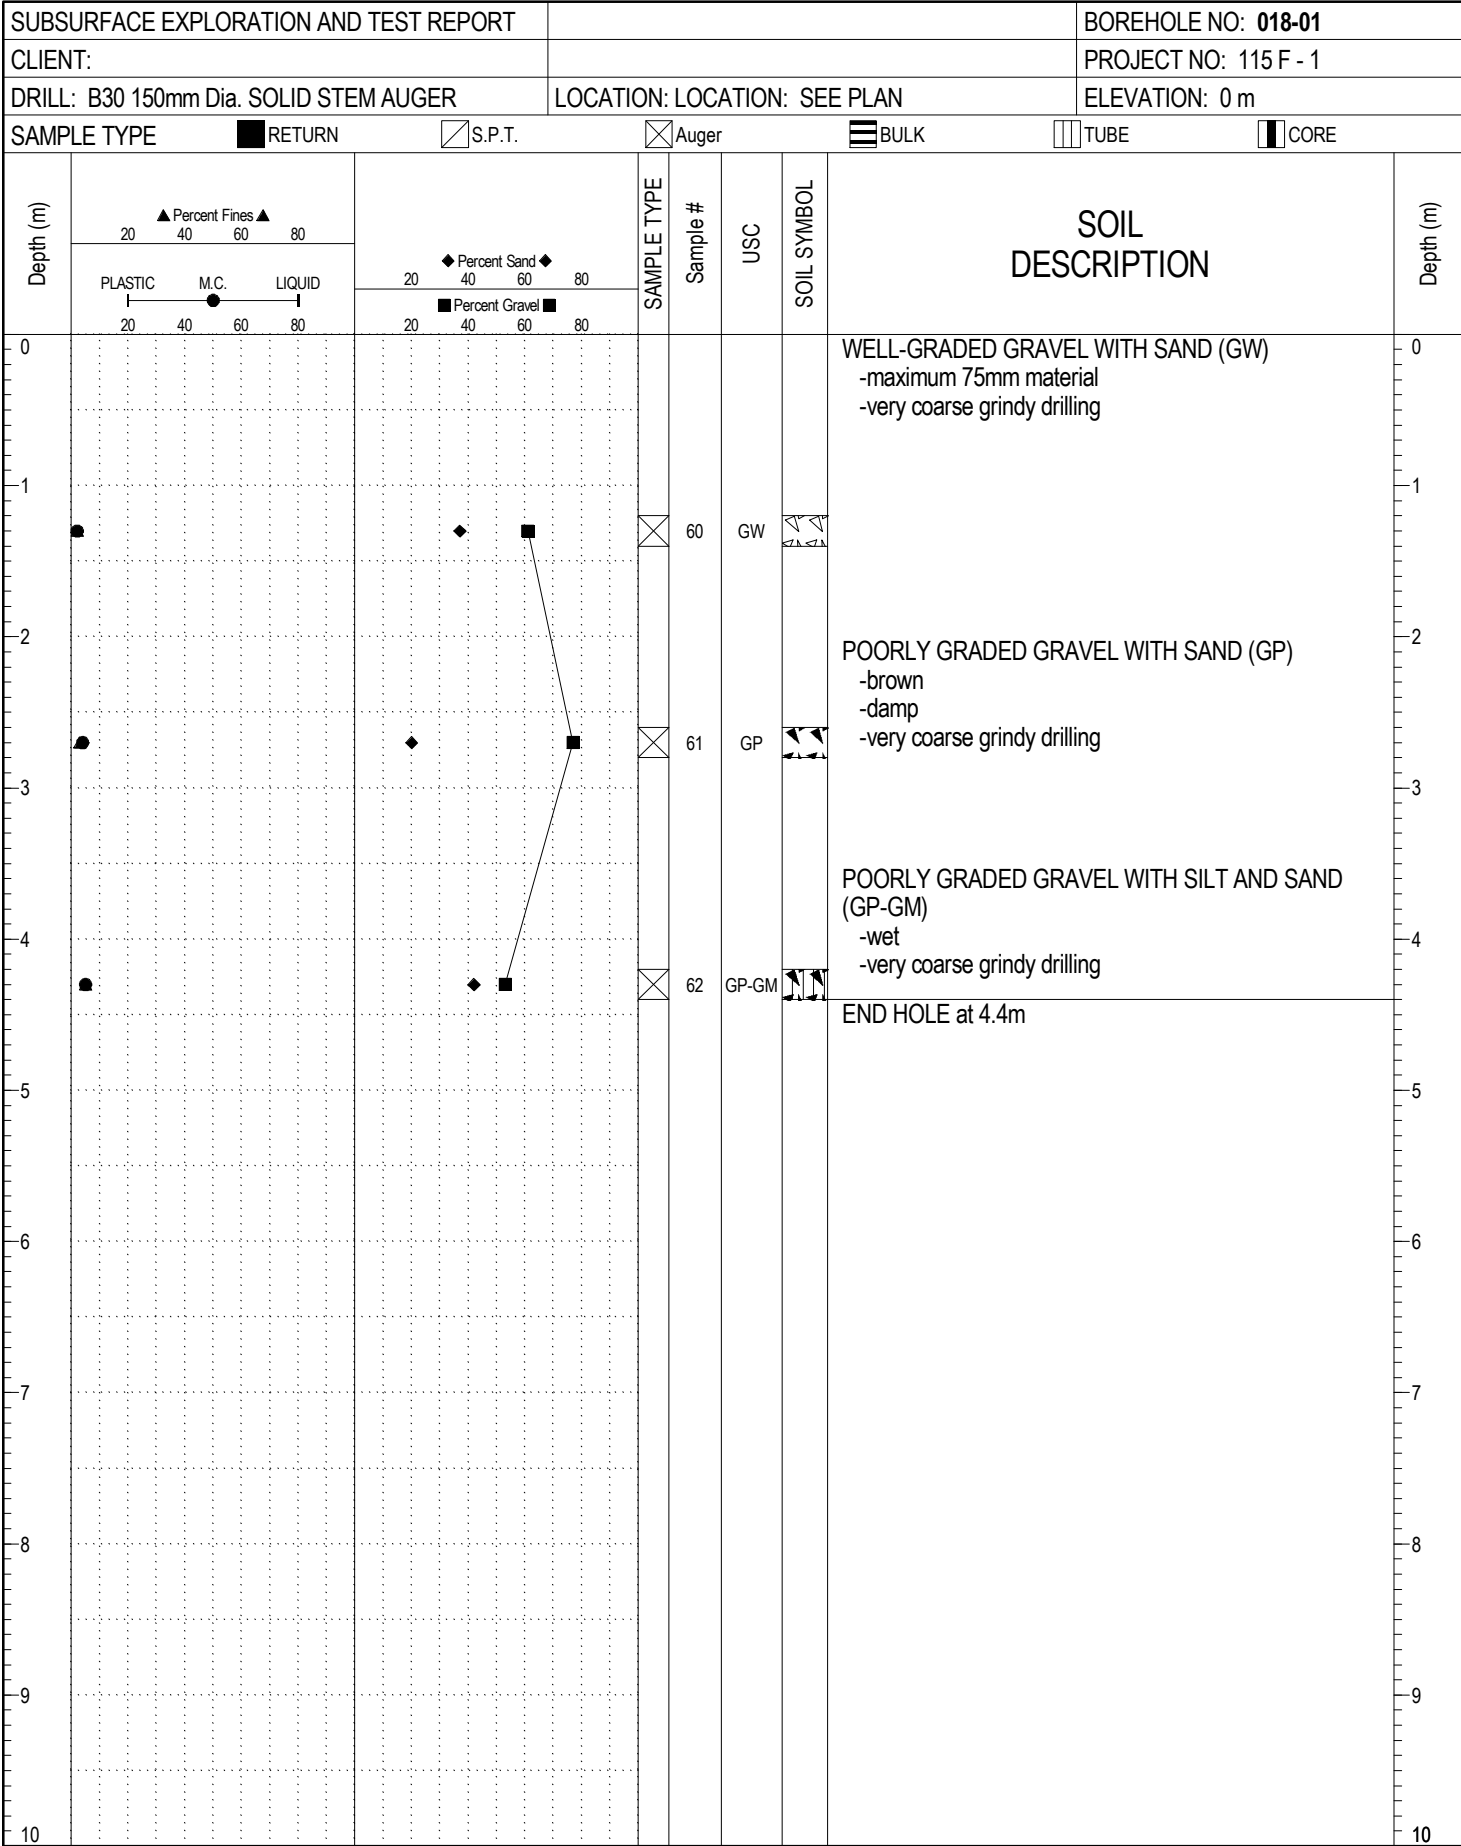 SUBSURFACE EXPLORATION AND TEST REPORT BOREHOLE NO: 018-01
CLIENT: PROJECT NO: 115 F - 1
DRILL: B30 150mm Dia. SOLID STEM AUGER LOCATION: LOCATION: SEE PLAN ELEVATION: 0 m
SAMPLE TYPE RETURN S.P.T. Auger BULK TUBE CORE
Depth (m)
Percent Fines
20 40 60 80
PLASTIC M.C. LIQUID
20 40 60 80
Percent Sand
20 40 60 80
Percent Gravel
20 40 60 80
SAMPLE TYPE
Sample #
USC
SOIL SYMBOL
SOIL
DESCRIPTION
Depth (m)
0 WELL-GRADED GRAVEL WITH SAND (GW) 0
-maximum 75mm material
-very coarse grindy drilling
1 1
60 GW
2 2
POORLY GRADED GRAVEL WITH SAND (GP)
-brown
-damp
61 GP -very coarse grindy drilling
3 3
POORLY GRADED GRAVEL WITH SILT AND SAND
(GP-GM)
4 -wet 4
-very coarse grindy drilling
62 GP-GM
END HOLE at 4.4m
5 5
6 6
7 7
8 8
9 9
10 10